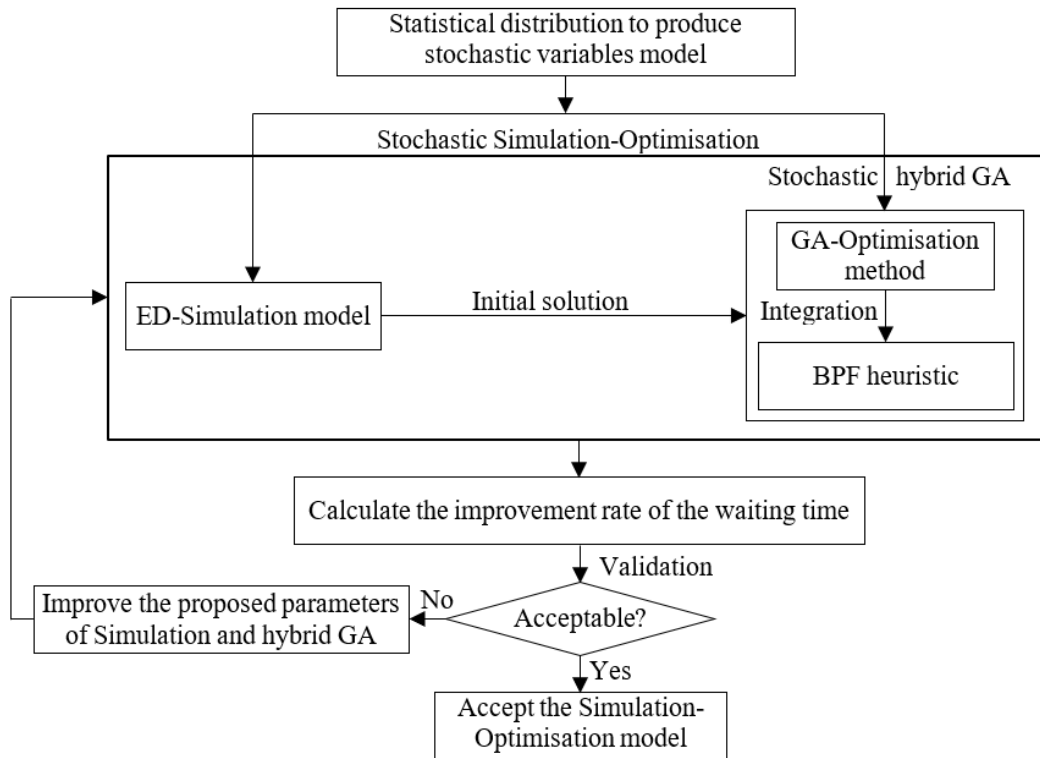 Statistical distribution to produce
stochastic variables model
Stochastic Simulation-Optimisation
Stochastic hybrid GA
GA-Optimisation
method
ED-Simulation model
Initial solution
Integration
BPF heuristic
Calculate the improvement rate of the waiting time
Validation
Improve the proposed parameters
of Simulation and hybrid GA
No
Acceptable?
Yes
Accept the Simulation-
Optimisation model